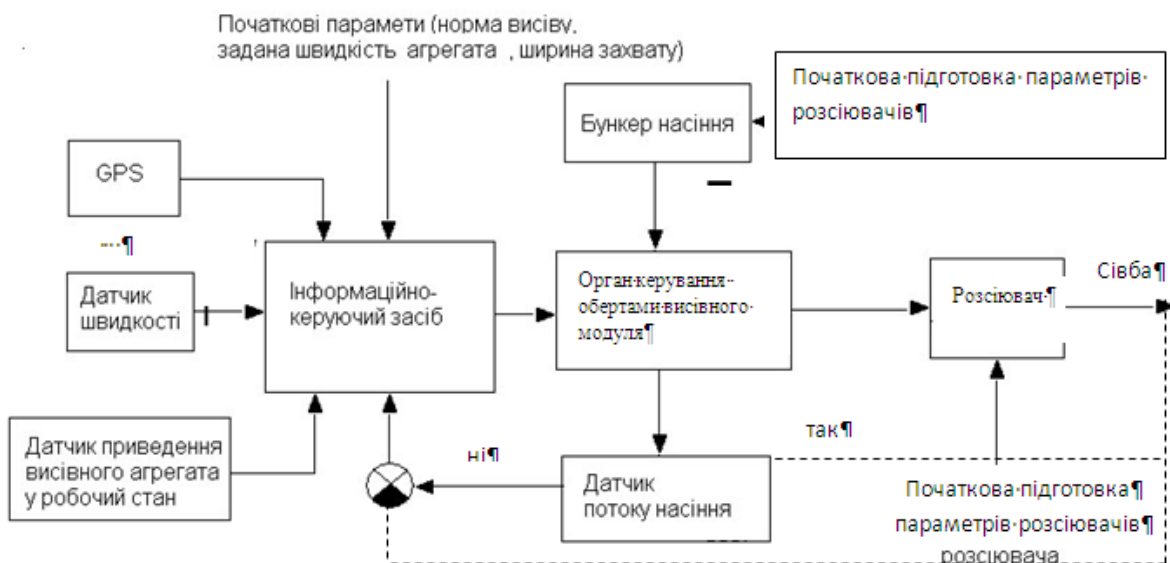 Початкові парамети (норма висіву,
задана швидкість агрегата , ширина захвату)
Початкова·підготовка·параметрів·
розсіювачів¶
Бункер насіння
GPS
Датчик
швидкості
Інформаційно-
керуючий засіб
Орган·керування·
обертами·висівного·
модуля¶
Розсіювач·¶
Сівба¶
Датчик приведення
висівного агрегата
у робочий стан
ні¶
так¶
Датчик
потоку насіння
Початкова·підготовка¶
параметрів·розсіювачів¶
розсіювача